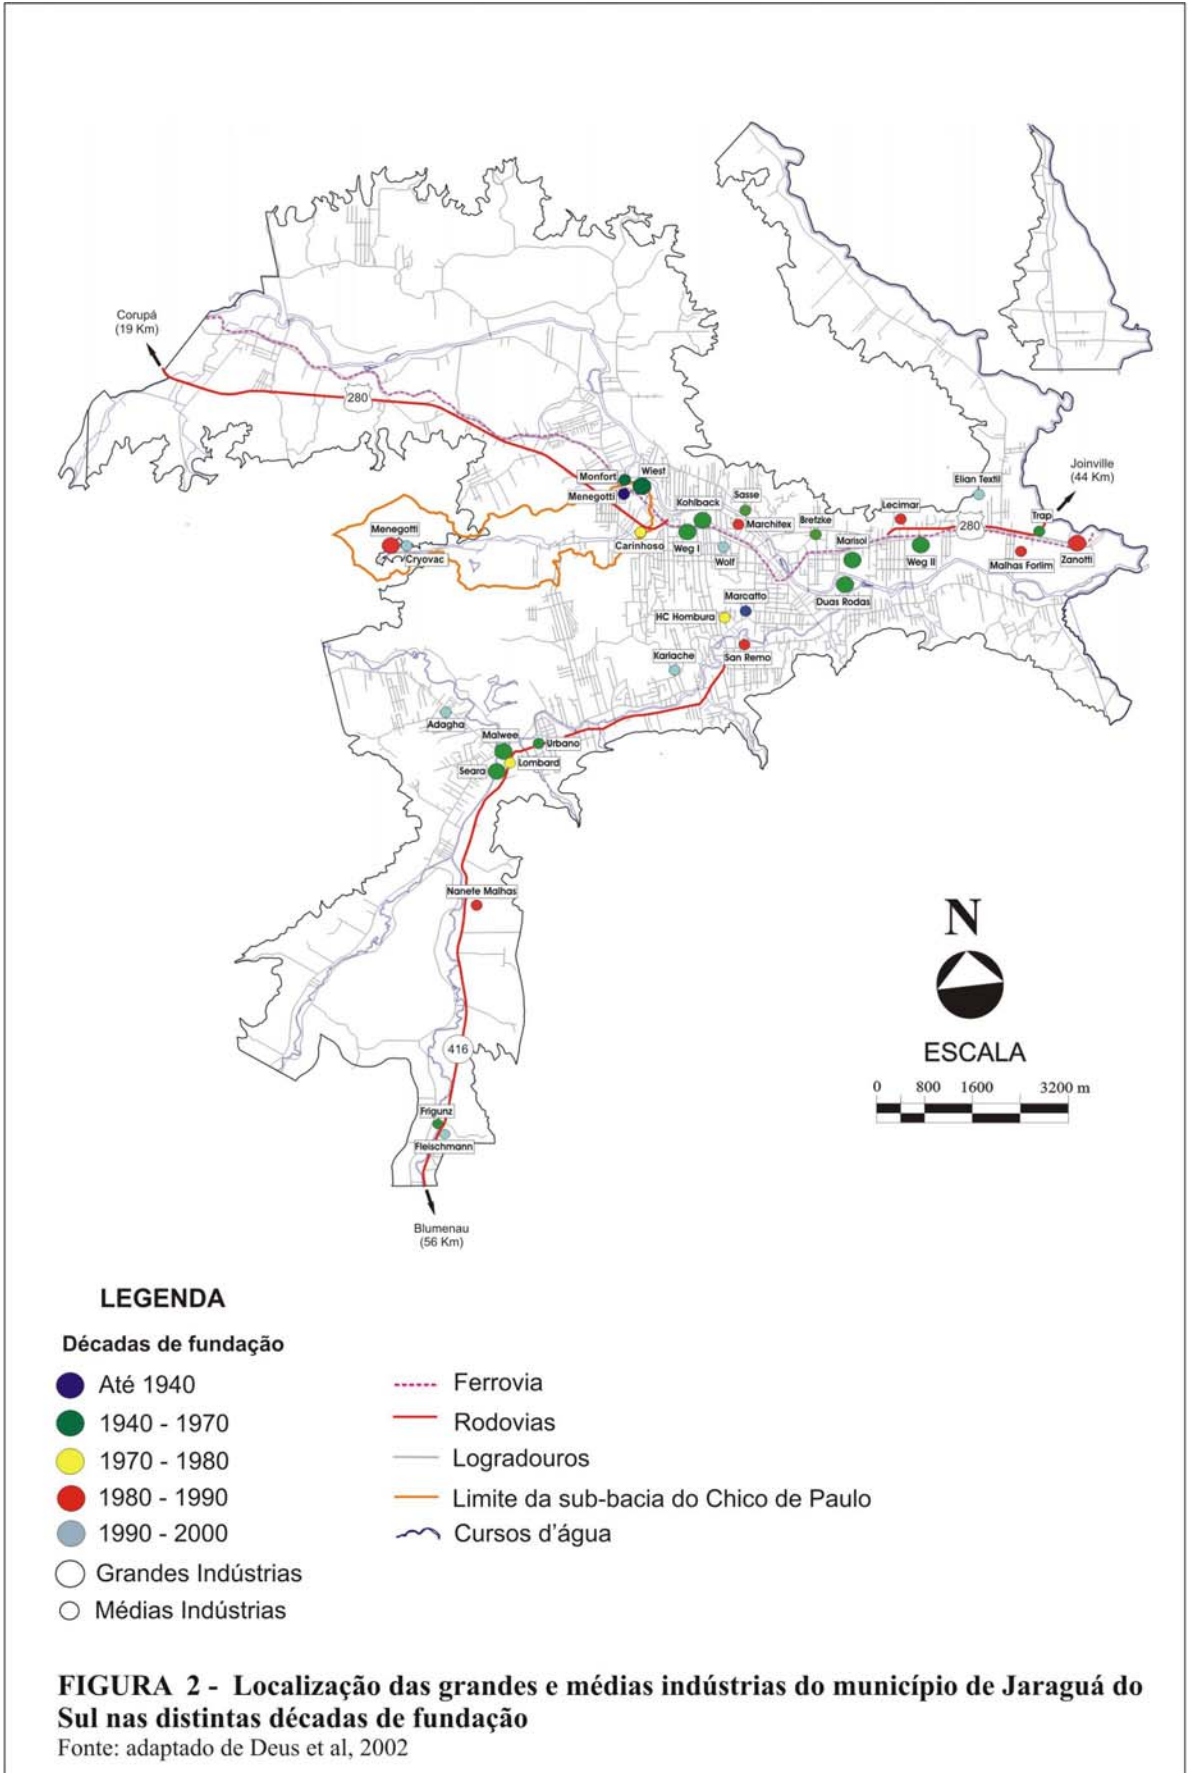 Corupá
(19 Km)
280
Joinville
(44 Km)
Elian Textil
Monfort
Wiest
Menegotti
Kohlback
Sasse
Lecimar
280
Trap
Marchitex
Bretzke
Menegotti
Cryovac
Carinhoso
Weg I
Wolf
Marisol
Weg II
Malhas Forlim
Zanotti
Duas Rodas
Marcatto
HC Hombura
San Remo
Karlache
Adagha
Malwee
Urbano
Seara
Lombard
Nanete Malhas
416
Frigunz
Fleischmann
Blumenau
(56 Km)
N
ESCALA
0 800 1600 3200 m
LEGENDA
Décadas de fundação
Até 1940
1940 - 1970
1970 - 1980
1980 - 1990
1990 - 2000
Grandes Indústrias
Médias Indústrias
Ferrovia
Rodovias
Logradouros
Limite da sub-bacia do Chico de Paulo
Cursos d'água
FIGURA 2 - Localização das grandes e médias indústrias do município de Jaraguá do
Sul nas distintas décadas de fundação
Fonte: adaptado de Deus et al, 2002